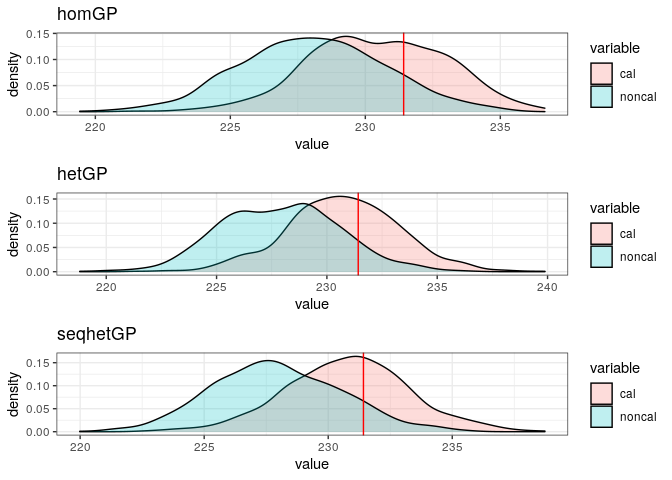 homGP
0.15
0.10
0.05
0.00
density
220
225
230
235
value
variable
cal
noncal
hetGP
0.15
0.10
0.05
0.00
density
220
225
230
235
240
value
variable
cal
noncal
seqhetGP
0.15
0.10
0.05
0.00
density
220
225
230
235
value
variable
cal
noncal